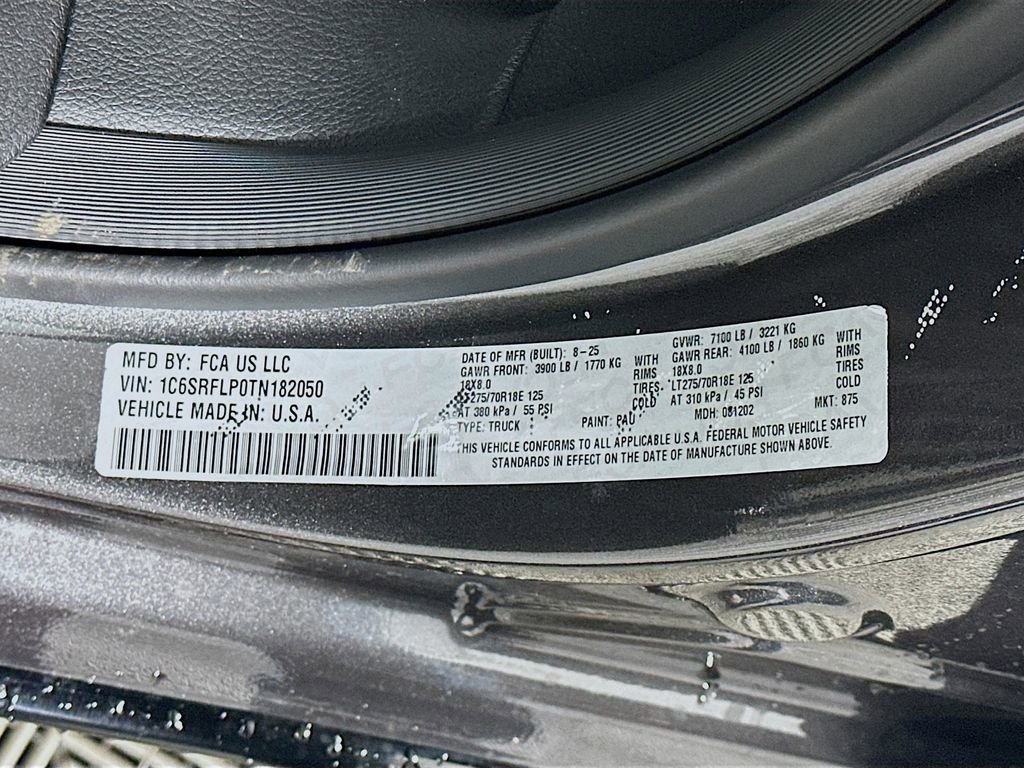 MFD BY: FCA US LLC
VIN: 1C6SRFLP0TN182050
VEHICLE MADE IN: U.S.A.
DATE OF MFR (BUILT): 8-25
GAWR FRONT: 3900 LB / 1770 KG WITH
18X8.0 RIMS
LT275/70R18E 125 TIRES
AT 380 kPa / 55 PSI COLD
TYPE: TRUCK PAINT: PAU
GVWR: 7100 LB / 3221 KG
GAWR REAR: 4100 LB / 1860 KG WITH
18X8.0 RIMS
LT275/70R18E 125 TIRES
AT 310 kPa / 45 PSI COLD
MDH: 081202 MKT: 875
THIS VEHICLE CONFORMS TO ALL APPLICABLE U.S.A. FEDERAL MOTOR VEHICLE SAFETY
STANDARDS IN EFFECT ON THE DATE OF MANUFACTURE SHOWN ABOVE.